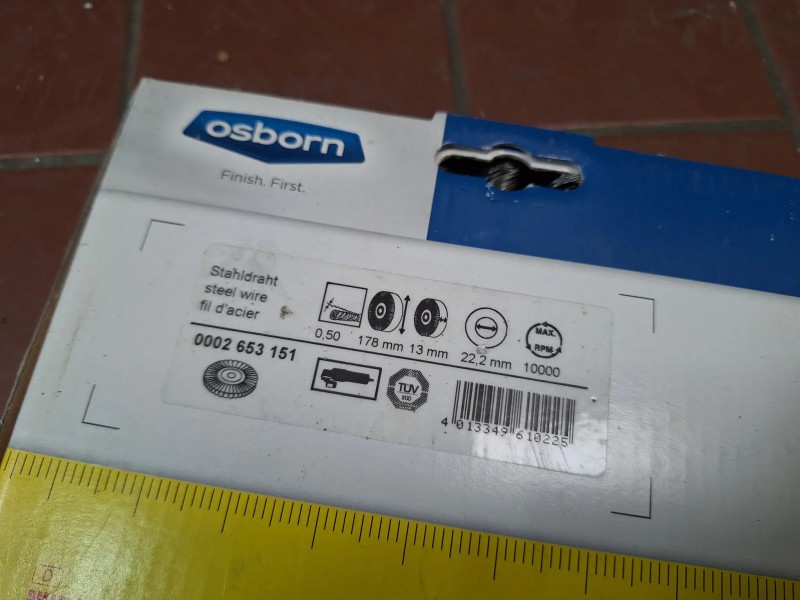 osborn
Finish. First.
Stahldraht
steel wire
fil d'acier
0,50
178 mm
13 mm
22,2 mm
MAX.
RPM
10000
0002 653 151
TÜV
4 013349 610225
D